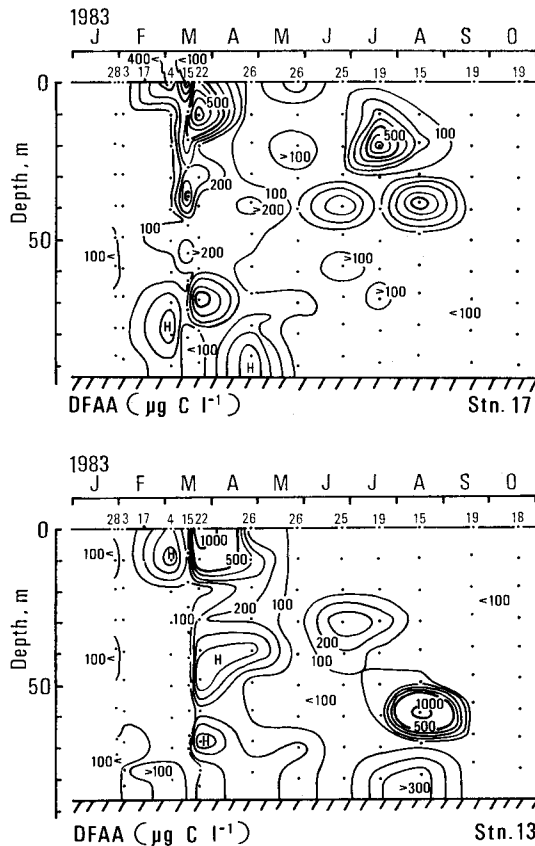 1983
J F M A M J J A S O
400< <100
28 3 17 4 15 22 26 26 25 19 15 19 19
0
500
500
100
>100
200
100
>200
100
Depth, m
50
100<
>200
>100
>100
H
<100
<100
H
DFAA (µg C l⁻¹) Stn. 17
1983
J F M A M J J A S O
28 3 17 4 15 22 26 26 25 19 15 19 18
0
100<
H
1000
500
100
200
100
<100
200
100
100<
H
Depth, m
50
<100
1000
500
H
100<
>100
>300
DFAA (µg C l⁻¹) Stn. 13